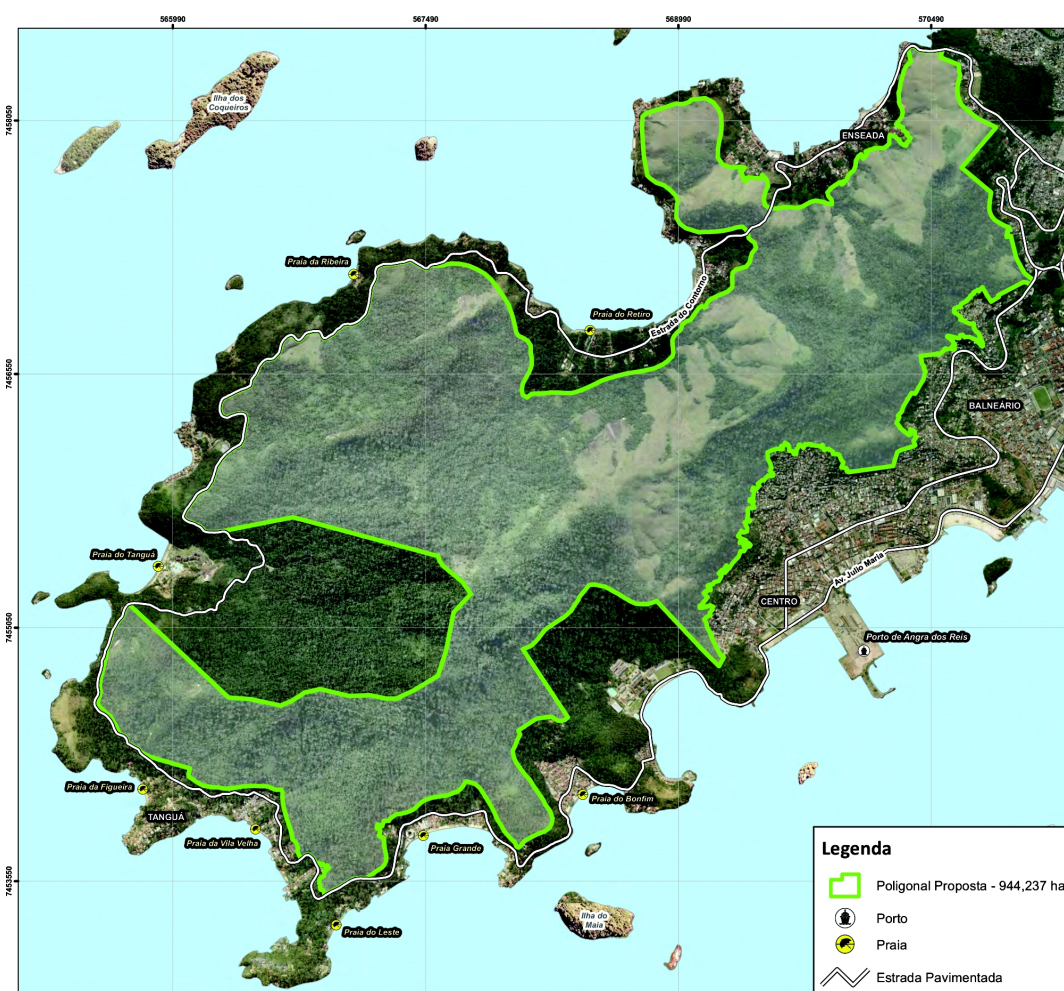 565990
567490
568990
570490
7458050
7456550
7455050
7453550
Ilha dos
Coqueiros
ENSEADA
Praia da Ribeira
Praia do Retiro
Estrada do Contorno
BALNEÁRIO
Praia do Tanguá
Av. Júlio Maria
CENTRO
Porto de Angra dos Reis
Praia da Figueira
TANGUÁ
Praia da Vila Velha
Praia Grande
Praia do Bonfim
Ilha do
Maia
Praia do Leste
Legenda
Poligonal Proposta - 944,237 ha
Porto
Praia
Estrada Pavimentada